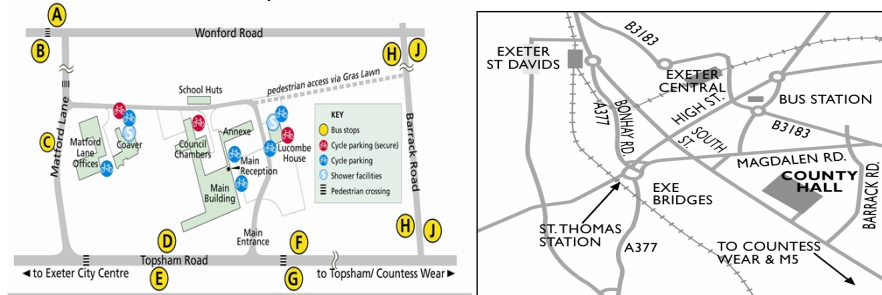 A
Wonford Road
B
H
J
School Huts
pedestrian access via Gras Lawn
Matford Lane
C
Matford
Lane
Offices
Coaver
Council
Chambers
Annexe
S
S
Lucombe
House
Main
Reception
Main
Building
Barrack Road
KEY
Bus stops
Cycle parking (secure)
Cycle parking
S Shower facilities
Pedestrian crossing
D
Main
Entrance
F
H
J
Topsham Road
E
G
to Exeter City Centre
to Topsham/ Countess Wear
B3183
EXETER
ST DAVIDS
EXETER
CENTRAL
A377
BONHAY RD.
HIGH ST.
BUS STATION
SOUTH
ST.
B3183
MAGDALEN RD.
COUNTY
HALL
BARRACK RD.
EXE
BRIDGES
ST.THOMAS
STATION
A377
TO COUNTESS
WEAR & M5